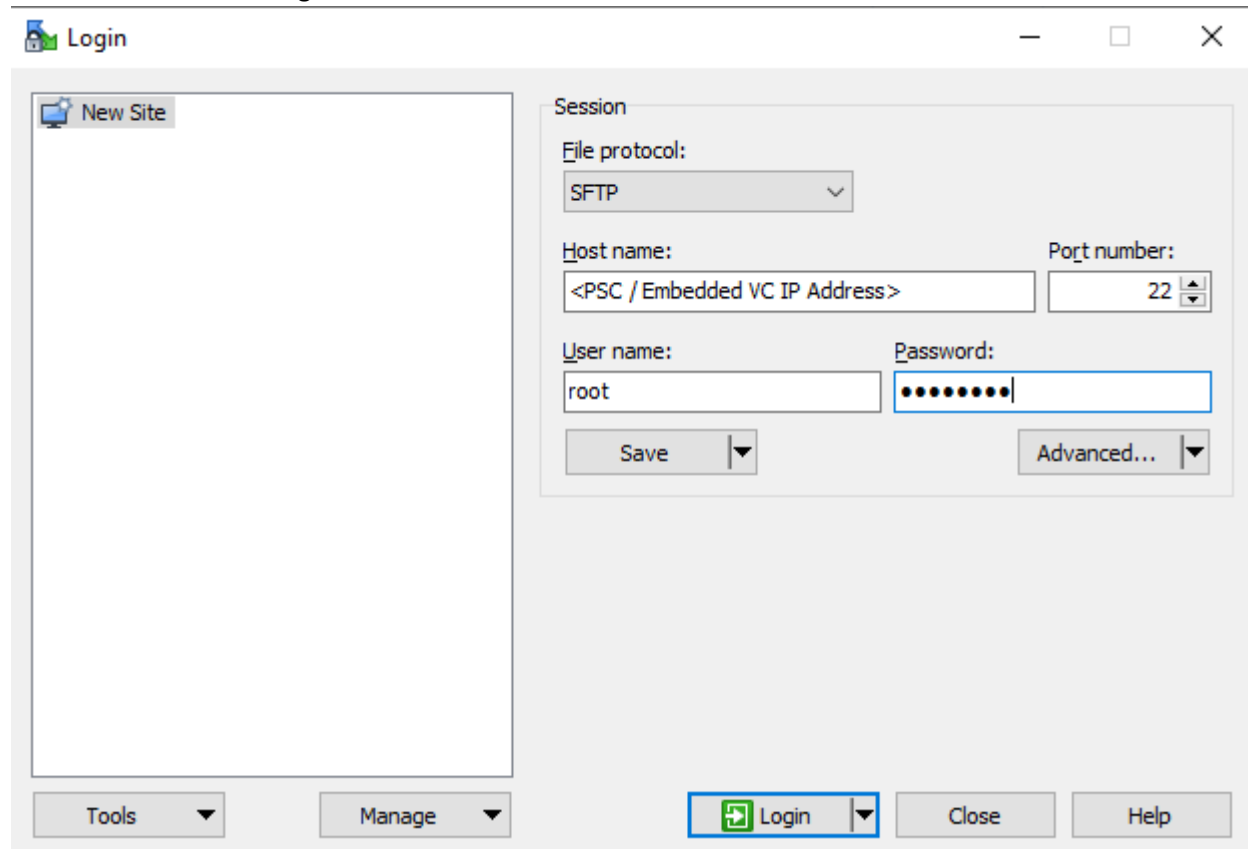 Login
New Site
Session
File protocol:
SFTP
Host name:
Port number:
<PSC / Embedded VC IP Address>
22
User name:
Password:
root
••••••••
Save
Advanced...
Tools
Manage
Login
Close
Help